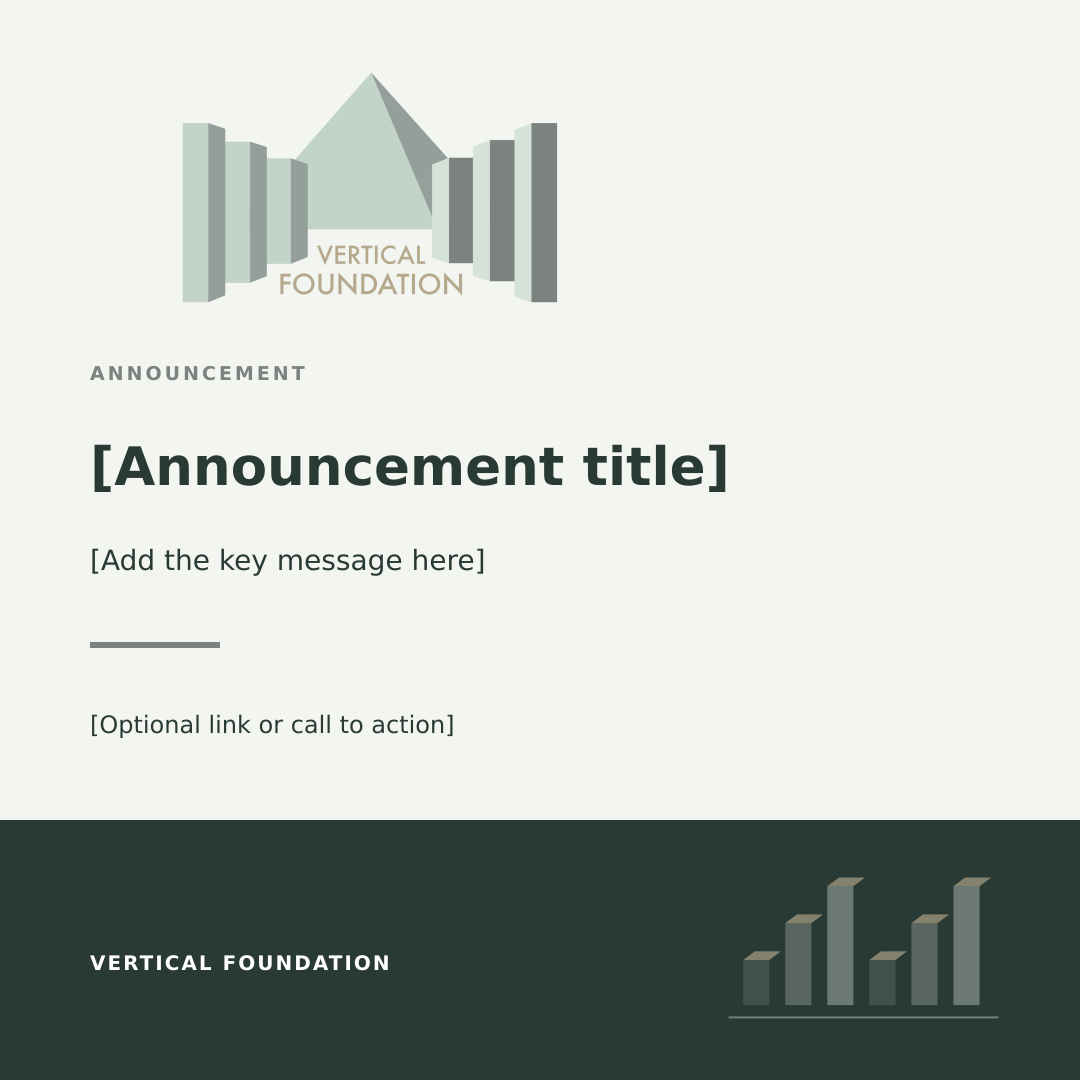 VERTICAL
FOUNDATION
ANNOUNCEMENT
[Announcement title]
[Add the key message here]
[Optional link or call to action]
VERTICAL FOUNDATION